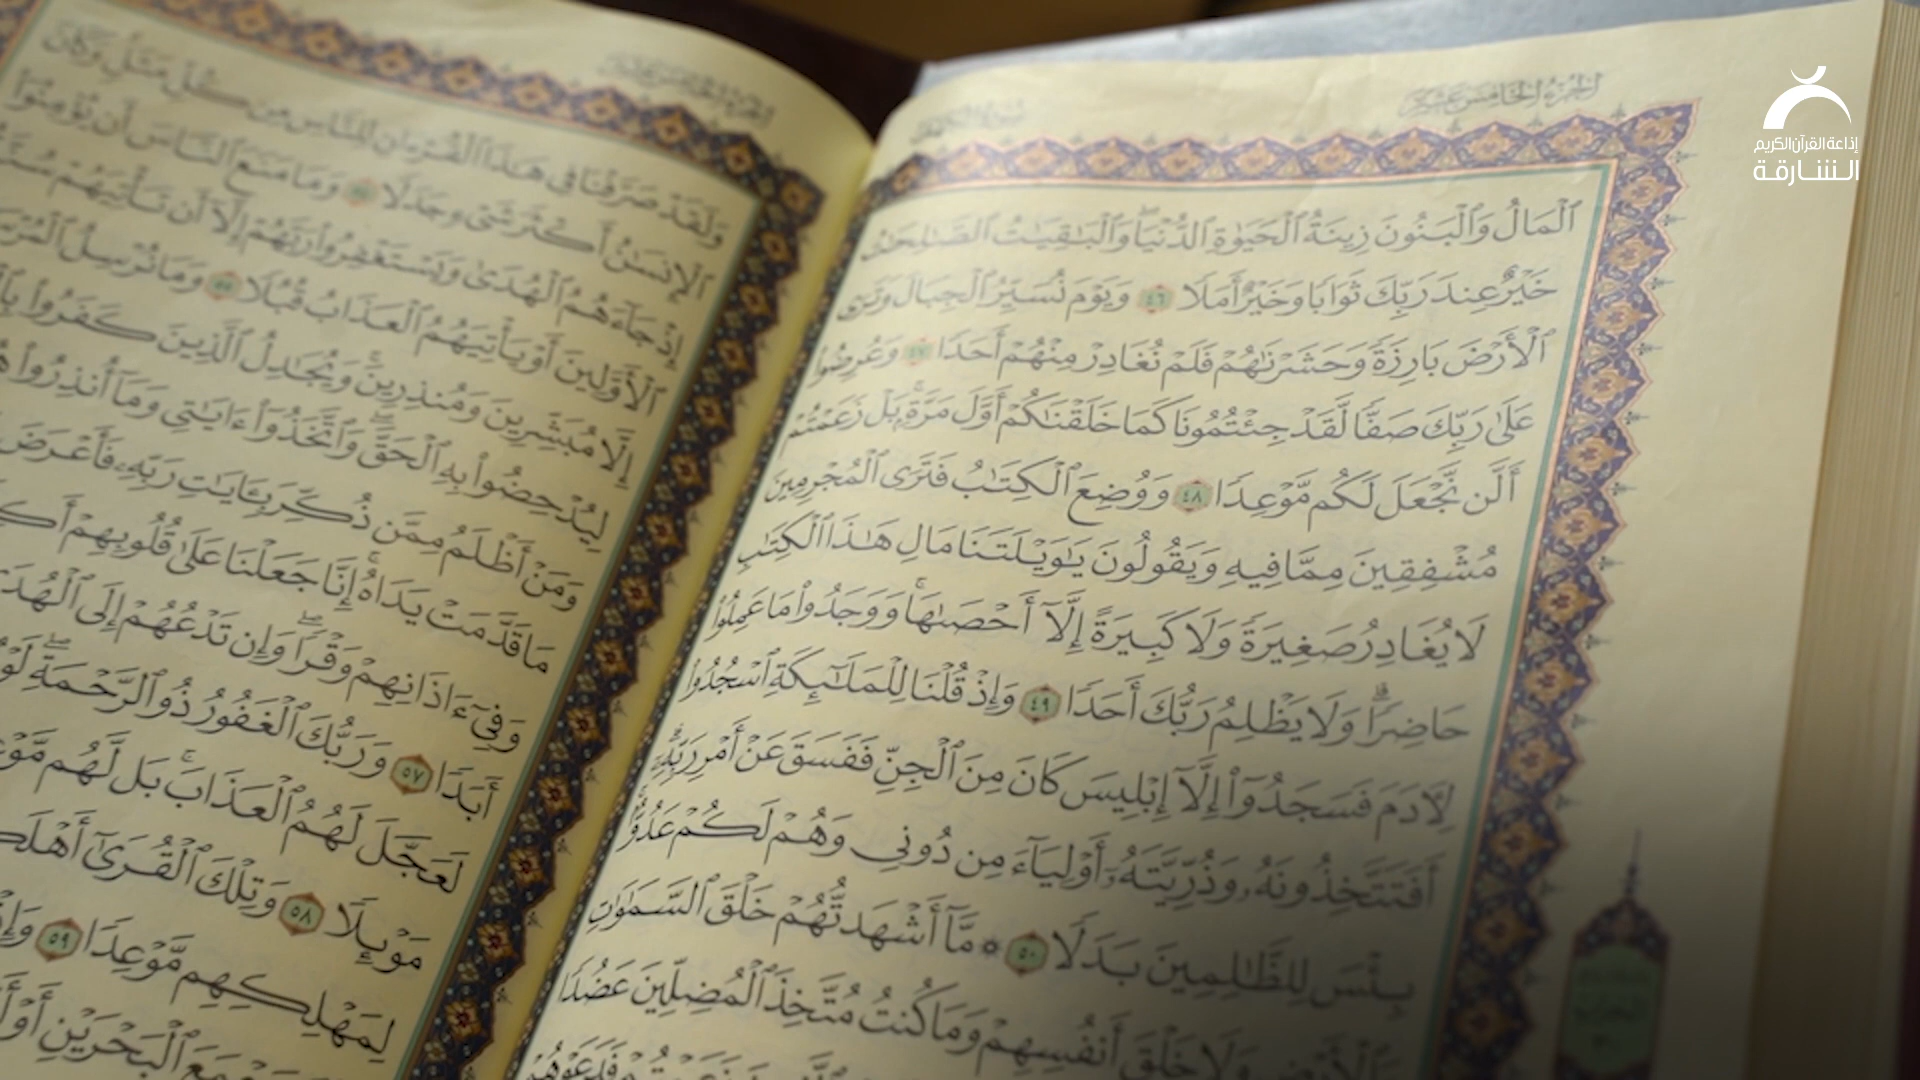 إذاعة القرآن الكريم
الشارقة
الجزء الخامس عشر
ٱلْمَالُ وَٱلْبَنُونَ زِينَةُ ٱلْحَيَوٰةِ ٱلدُّنْيَاۖ وَٱلْبَٰقِيَٰتُ ٱلصَّٰلِحَٰتُ
خَيْرٌ عِندَ رَبِّكَ ثَوَابًا وَخَيْرٌ أَمَلًا ٤٦ وَيَوْمَ نُسَيِّرُ ٱلْجِبَالَ وَتَرَى
ٱلْأَرْضَ بَارِزَةً وَحَشَرْنَٰهُمْ فَلَمْ نُغَادِرْ مِنْهُمْ أَحَدًا ٤٧ وَعُرِضُوا۟
عَلَىٰ رَبِّكَ صَفًّا لَّقَدْ جِئْتُمُونَا كَمَا خَلَقْنَٰكُمْ أَوَّلَ مَرَّةٍۭۚ بَلْ زَعَمْتُمْ
أَلَّن نَّجْعَلَ لَكُم مَّوْعِدًا ٤٨ وَوُضِعَ ٱلْكِتَٰبُ فَتَرَى ٱلْمُجْرِمِينَ
مُشْفِقِينَ مِمَّا فِيهِ وَيَقُولُونَ يَٰوَيْلَتَنَا مَالِ هَٰذَا ٱلْكِتَٰبِ
لَا يُغَادِرُ صَغِيرَةً وَلَا كَبِيرَةً إِلَّآ أَحْصَىٰهَاۚ وَوَجَدُوا۟ مَا عَمِلُوا۟
حَاضِرًاۗ وَلَا يَظْلِمُ رَبُّكَ أَحَدًا ٤٩ وَإِذْ قُلْنَا لِلْمَلَٰٓئِكَةِ ٱسْجُدُوا۟
لِءَادَمَ فَسَجَدُوٓا۟ إِلَّآ إِبْلِيسَ كَانَ مِنَ ٱلْجِنِّ فَفَسَقَ عَنْ أَمْرِ رَبِّهِۦٓۗ
أَفَتَتَّخِذُونَهُۥ وَذُرِّيَّتَهُۥٓ أَوْلِيَآءَ مِن دُونِى وَهُمْ لَكُمْ عَدُوٌّۢۚ
بِئْسَ لِلظَّٰلِمِينَ بَدَلًا ٥٠ ۞ مَّآ أَشْهَدتُّهُمْ خَلْقَ ٱلسَّمَٰوَٰتِ
وَٱلْأَرْضِ وَلَا خَلْقَ أَنفُسِهِمْ وَمَا كُنتُ مُتَّخِذَ ٱلْمُضِلِّينَ عَضُدًا
فَدَعَوْهُمْ
وَلَقَدْ صَرَّفْنَا فِى هَٰذَا ٱلْقُرْءَانِ لِلنَّاسِ مِن كُلِّ مَثَلٍۚ وَكَانَ
ٱلْإِنسَٰنُ أَكْثَرَ شَىْءٍ جَدَلًا وَمَا مَنَعَ ٱلنَّاسَ أَن يُؤْمِنُوٓا۟
إِذْ جَآءَهُمُ ٱلْهُدَىٰ وَيَسْتَغْفِرُوا۟ رَبَّهُمْ إِلَّآ أَن تَأْتِيَهُمْ
ٱلْأَوَّلِينَ أَوْ يَأْتِيَهُمُ ٱلْعَذَابُ قُبُلًا ٥٥ وَمَا نُرْسِلُ
إِلَّا مُبَشِّرِينَ وَمُنذِرِينَۚ وَيُجَٰدِلُ ٱلَّذِينَ كَفَرُوا۟
لِيُدْحِضُوا۟ بِهِ ٱلْحَقَّۖ وَٱتَّخَذُوٓا۟ ءَايَٰتِى وَمَآ أُنذِرُوا۟
وَمَنْ أَظْلَمُ مِمَّن ذُكِّرَ بِـَٔايَٰتِ رَبِّهِۦ فَأَعْرَضَ
مَا قَدَّمَتْ يَدَاهُۚ إِنَّا جَعَلْنَا عَلَىٰ قُلُوبِهِمْ
وَفِىٓ ءَاذَانِهِمْ وَقْرًاۖ وَإِن تَدْعُهُمْ إِلَى
أَبَدًا ٥٧ وَرَبُّكَ ٱلْغَفُورُ ذُو ٱلرَّحْمَةِۖ
لَعَجَّلَ لَهُمُ ٱلْعَذَابَۚ بَل لَّهُم
مَوْئِلًا ٥٨ وَتِلْكَ ٱلْقُرَىٰٓ
لِمَهْلِكِهِم مَّوْعِدًا ٥٩
ٱلْبَحْرَيْنِ